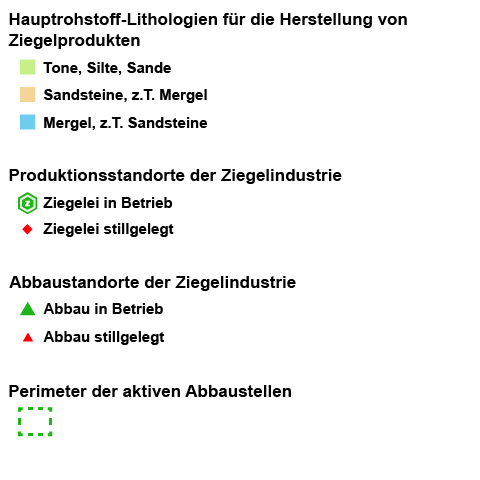 Hauptrohstoff-Lithologien für die Herstellung von
Ziegelprodukten
Tone, Silte, Sande
Sandsteine, z.T. Mergel
Mergel, z.T. Sandsteine
Produktionsstandorte der Ziegelindustrie
Ziegelei in Betrieb
Ziegelei stillgelegt
Abbaustandorte der Ziegelindustrie
Abbau in Betrieb
Abbau stillgelegt
Perimeter der aktiven Abbaustellen